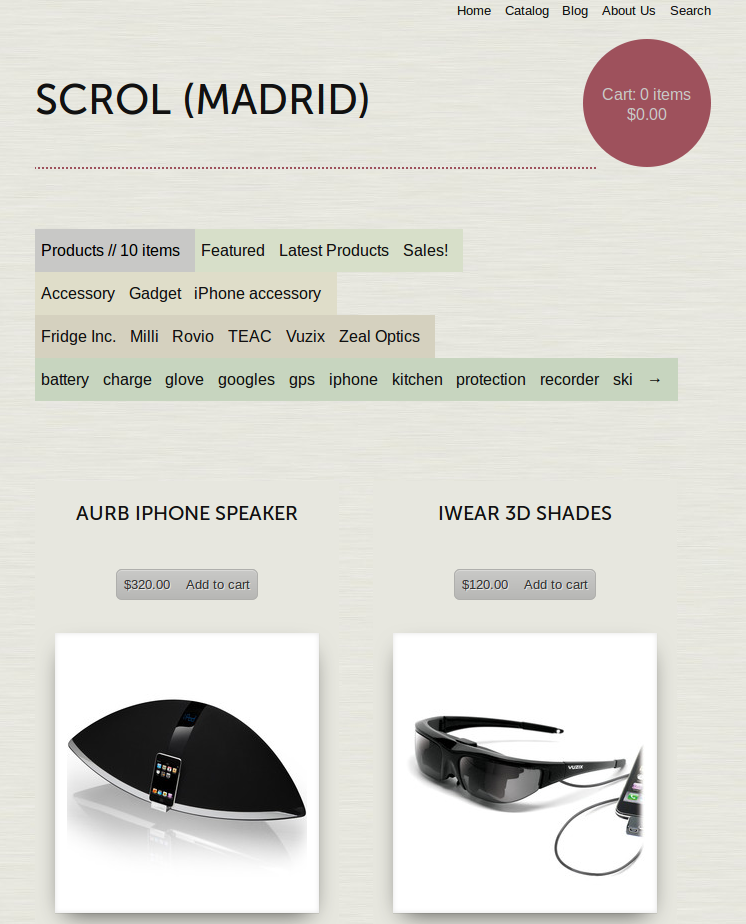 Home Catalog Blog About Us Search
SCROL (MADRID)
Cart: 0 items
$0.00
Products // 10 items Featured Latest Products Sales!
Accessory Gadget iPhone accessory
Fridge Inc. Milli Rovio TEAC Vuzix Zeal Optics
battery charge glove googles gps iphone kitchen protection recorder ski →
AURB IPHONE SPEAKER
IWEAR 3D SHADES
$320.00 Add to cart
$120.00 Add to cart
VUZIX